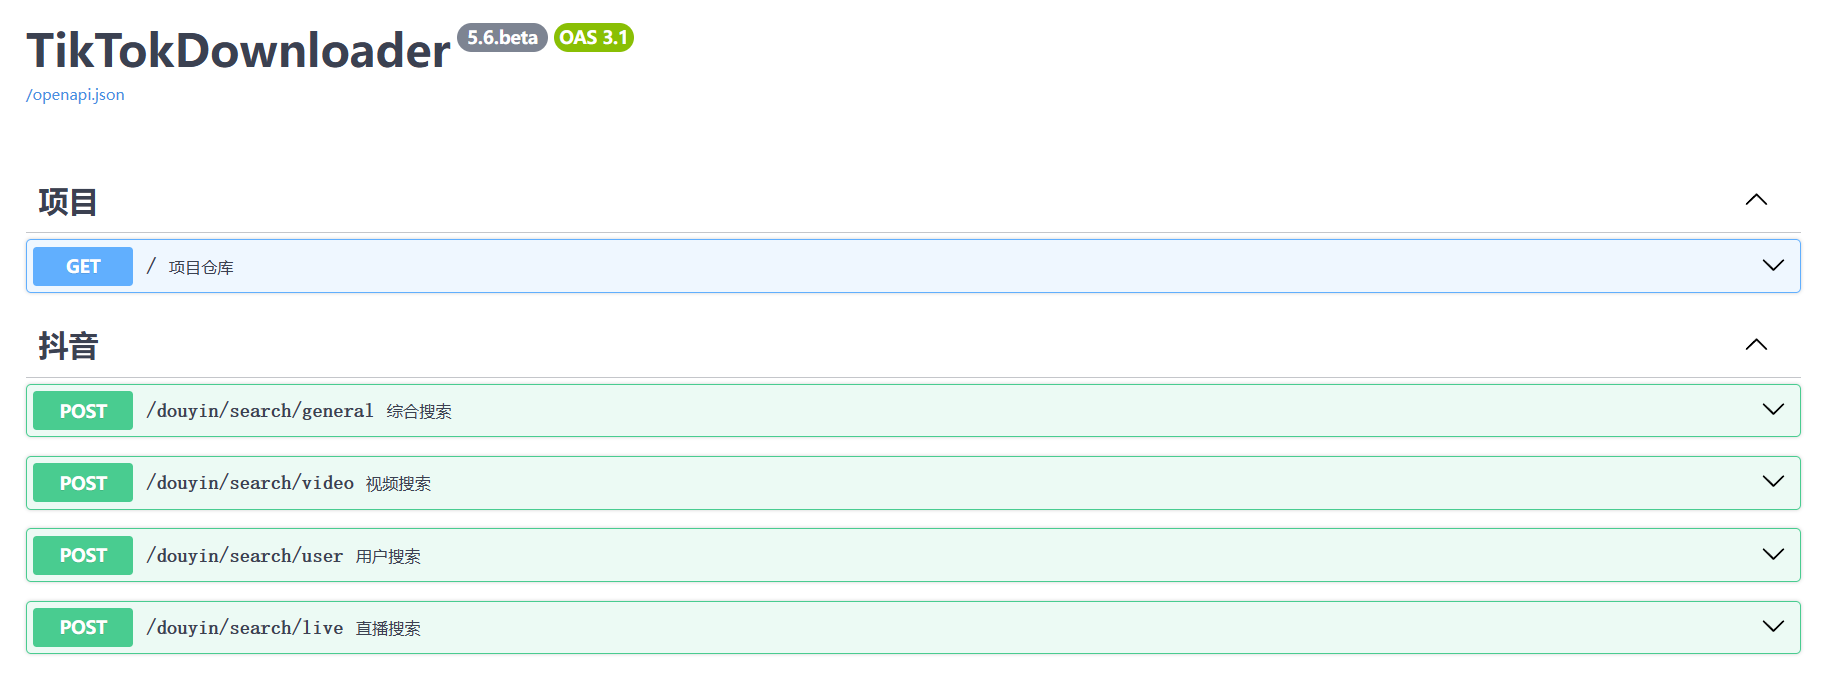 TikTokDownloader 5.6.beta OAS 3.1
/openapi.json
项目
GET / 项目仓库
抖音
POST /douyin/search/general 综合搜索
POST /douyin/search/video 视频搜索
POST /douyin/search/user 用户搜索
POST /douyin/search/live 直播搜索